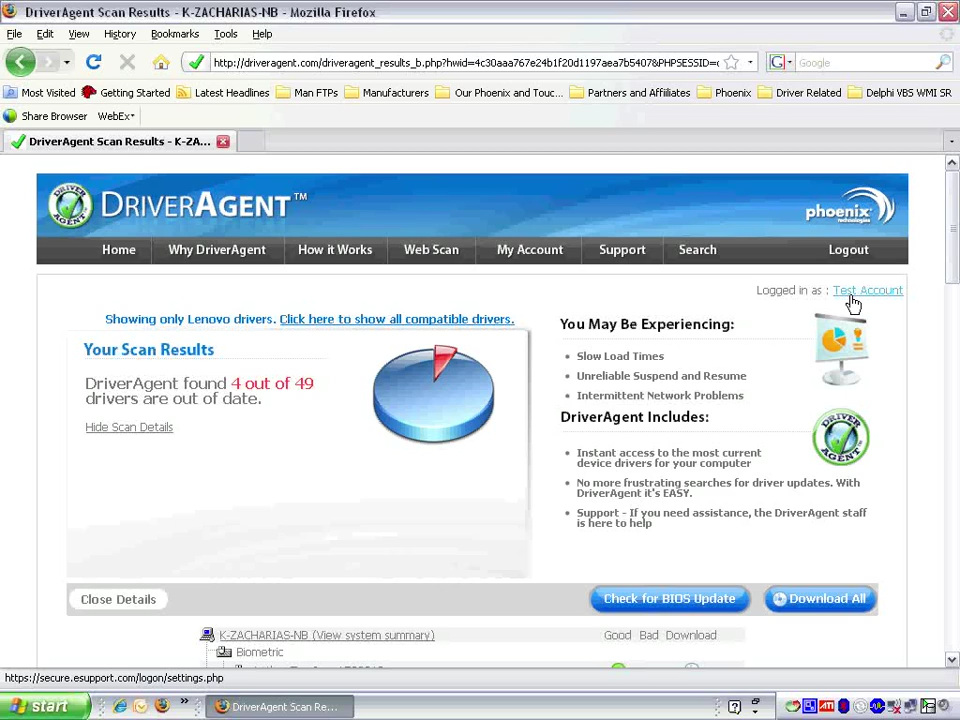 DriverAgent Scan Results - K-ZACHARIAS-NB - Mozilla Firefox
File Edit View History Bookmarks Tools Help
http://driveragent.com/driveragent_results_b.php?hwid=4c30aaa767e24b1f20d1197aea7b5407&PHPSESSID=
Google
Most Visited Getting Started Latest Headlines Man FTPs Manufacturers Our Phoenix and Touc... Partners and Affiliates Phoenix Driver Related Delphi VBS WMI SR
Share Browser WebEx
DriverAgent Scan Results - K-ZA...
DRIVER AGENT
DRIVERAGENT™
phoenix technologies
Home Why DriverAgent How it Works Web Scan My Account Support Search Logout
Logged in as : Test Account
Showing only Lenovo drivers. Click here to show all compatible drivers.
Your Scan Results
DriverAgent found 4 out of 49
drivers are out of date.
Hide Scan Details
You May Be Experiencing:
Slow Load Times
Unreliable Suspend and Resume
Intermittent Network Problems
DriverAgent Includes:
DRIVER AGENT
Instant access to the most current
device drivers for your computer
No more frustrating searches for driver updates. With
DriverAgent it's EASY.
Support - If you need assistance, the DriverAgent staff
is here to help
Close Details Check for BIOS Update Download All
K-ZACHARIAS-NB (View system summary) Good Bad Download
Biometric
https://secure.esupport.com/logon/settings.php
start DriverAgent Scan Re...
ATI